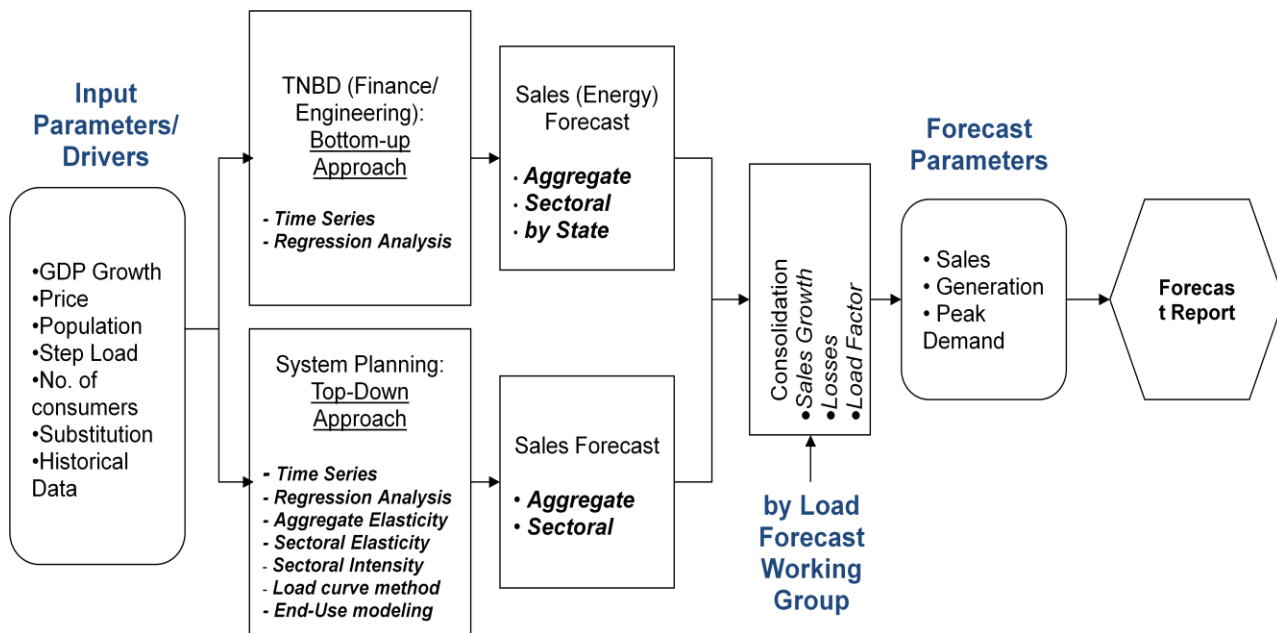 Input
Parameters/
Drivers
•GDP Growth
•Price
•Population
•Step Load
•No. of
consumers
•Substitution
•Historical
Data
TNBD (Finance/
Engineering):
Bottom-up
Approach
- Time Series
- Regression Analysis
System Planning:
Top-Down
Approach
- Time Series
- Regression Analysis
- Aggregate Elasticity
- Sectoral Elasticity
- Sectoral Intensity
- Load curve method
- End-Use modeling
Sales (Energy)
Forecast
· Aggregate
· Sectoral
· by State
Sales Forecast
• Aggregate
• Sectoral
Consolidation
•Sales Growth
•Losses
•Load Factor
by Load
Forecast
Working
Group
Forecast
Parameters
• Sales
• Generation
• Peak
Demand
Forecas
t Report